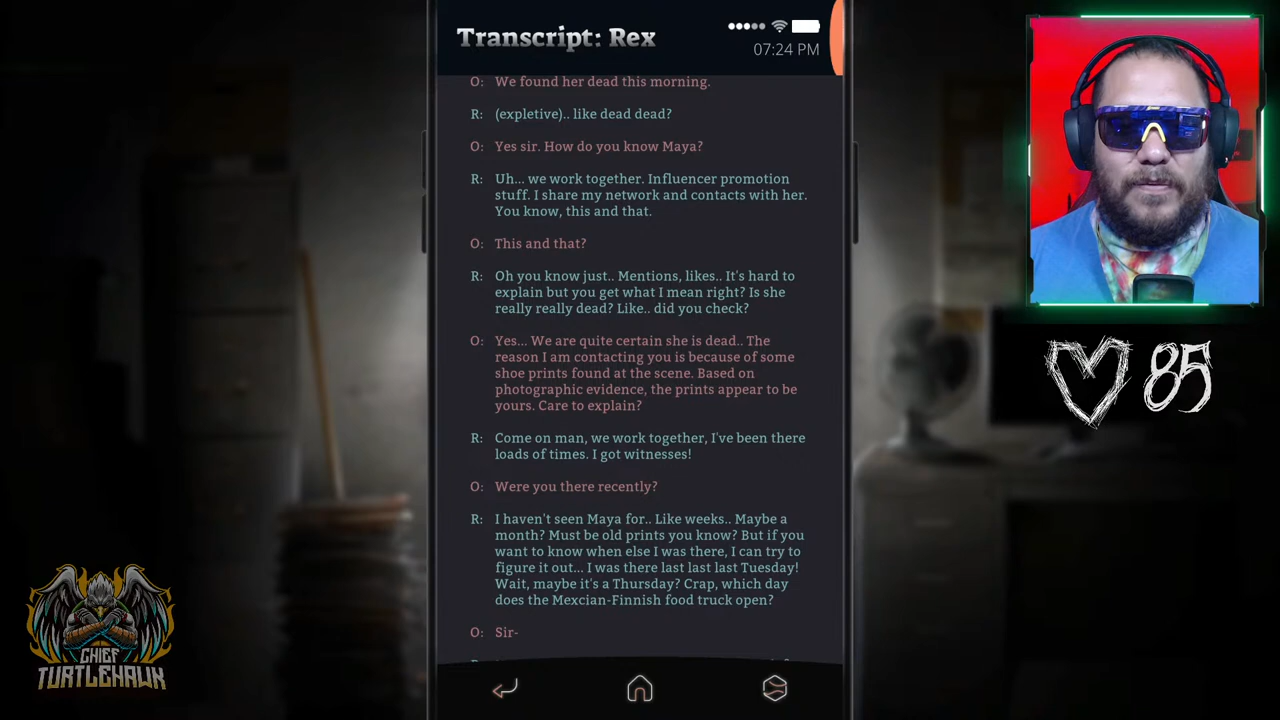 Transcript: Rex
07:24 PM
O: We found her dead this morning.
R: (expletive).. like dead dead?
O: Yes sir. How do you know Maya?
R: Uh... we work together. Influencer promotion
stuff. I share my network and contacts with her.
You know, this and that.
O: This and that?
R: Oh you know just.. Mentions, likes.. It's hard to
explain but you get what I mean right? Is she
really really dead? Like.. did you check?
O: Yes... We are quite certain she is dead.. The
reason I am contacting you is because of some
shoe prints found at the scene. Based on
photographic evidence, the prints appear to be
yours. Care to explain?
R: Come on man, we work together, I've been there
loads of times. I got witnesses!
O: Were you there recently?
R: I haven't seen Maya for.. Like weeks.. Maybe a
month? Must be old prints you know? But if you
want to know when else I was there, I can try to
figure it out... I was there last last last Tuesday!
Wait, maybe it's a Thursday? Crap, which day
does the Mexcian-Finnish food truck open?
O: Sir-
85
CHIEF
TURTLEHAWK